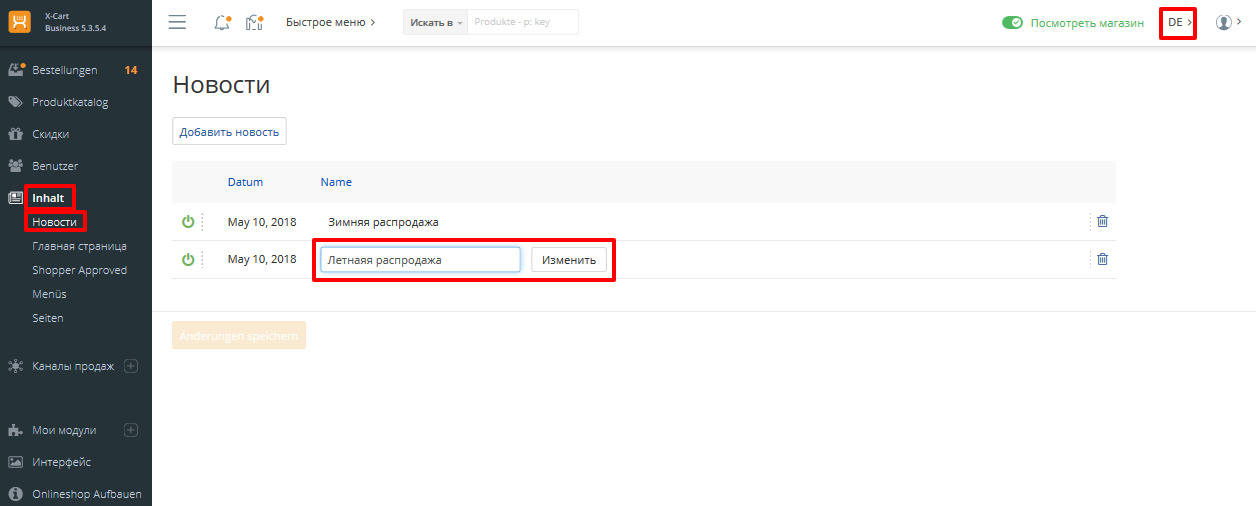 X-Cart
Business 5.3.5.4
Быстрое меню
Искать в
Produkte - p: key
Посмотреть магазин
DE
Bestellungen 14
Produktkatalog
Скидки
Benutzer
Inhalt
Новости
Главная страница
Shopper Approved
Menüs
Seiten
Каналы продаж
Мои модули
Интерфейс
Onlineshop Aufbauen
Новости
Добавить новость
Datum Name
May 10, 2018 Зимняя распродажа
May 10, 2018 Летнаяя распродажа Изменить
Änderungen speichern